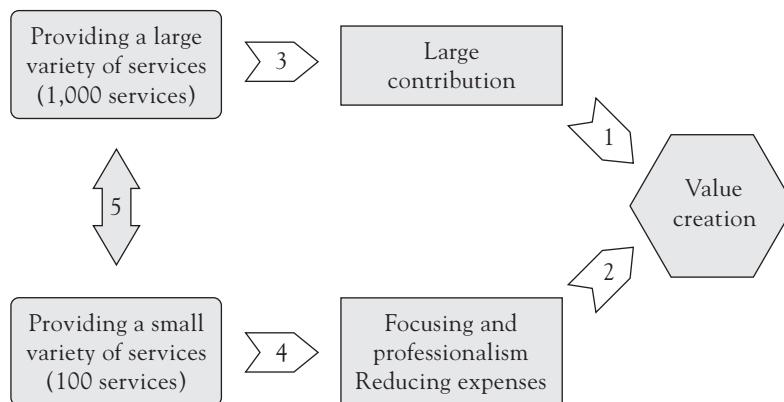 Providing a large
variety of services
(1,000 services)
3
Large
contribution
1
Value
creation
5
2
Providing a small
variety of services
(100 services)
4
Focusing and
professionalism
Reducing expenses